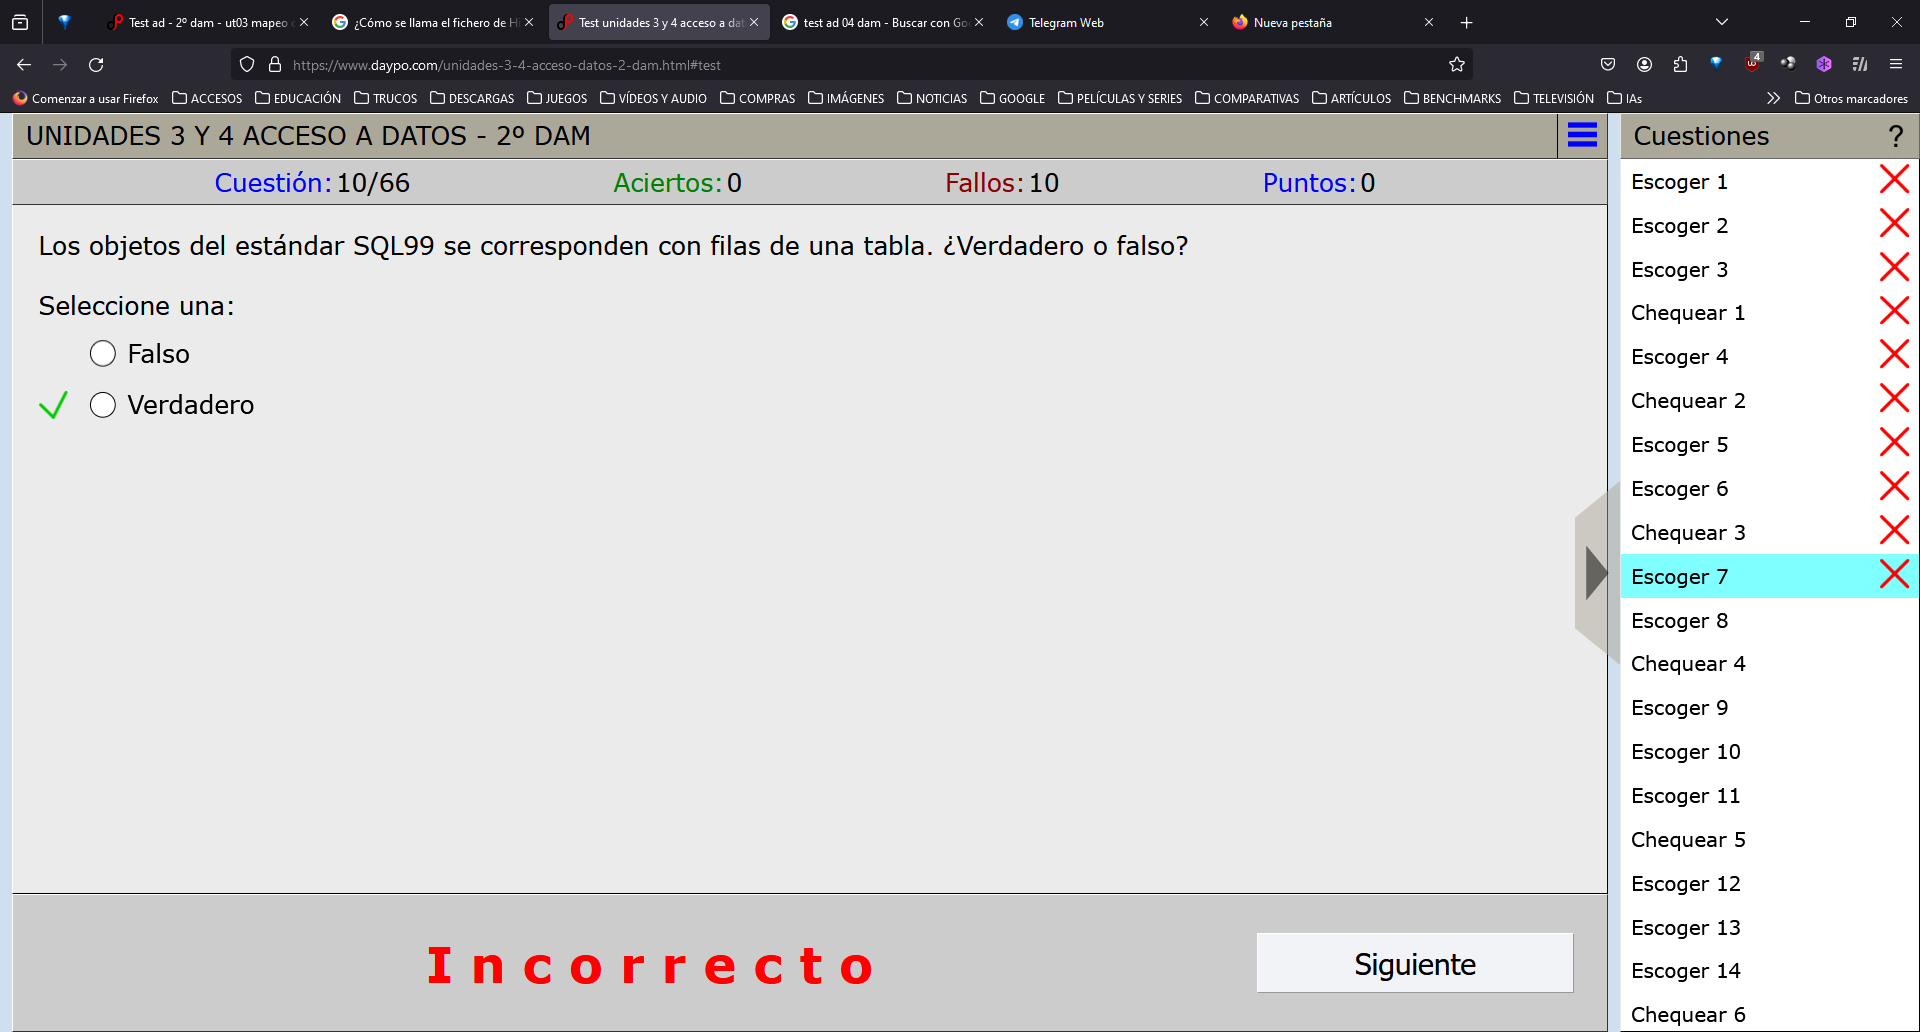 Test ad - 2º dam - ut03 mapeo
¿Cómo se llama el fichero de Hi
Test unidades 3 y 4 acceso a dat
test ad 04 dam - Buscar con Goo
Telegram Web
Nueva pestaña
https://www.daypo.com/unidades-3-4-acceso-datos-2-dam.html#test
4
Comenzar a usar Firefox
ACCESOS
EDUCACIÓN
TRUCOS
DESCARGAS
JUEGOS
VÍDEOS Y AUDIO
COMPRAS
IMÁGENES
NOTICIAS
GOOGLE
PELÍCULAS Y SERIES
COMPARATIVAS
ARTÍCULOS
BENCHMARKS
TELEVISIÓN
IAs
Otros marcadores
UNIDADES 3 Y 4 ACCESO A DATOS - 2º DAM
Cuestión: 10/66
Aciertos: 0
Fallos: 10
Puntos: 0
Los objetos del estándar SQL99 se corresponden con filas de una tabla. ¿Verdadero o falso?
Seleccione una:
Falso
Verdadero
Incorrecto
Siguiente
Cuestiones ?
Escoger 1
Escoger 2
Escoger 3
Chequear 1
Escoger 4
Chequear 2
Escoger 5
Escoger 6
Chequear 3
Escoger 7
Escoger 8
Chequear 4
Escoger 9
Escoger 10
Escoger 11
Chequear 5
Escoger 12
Escoger 13
Escoger 14
Chequear 6